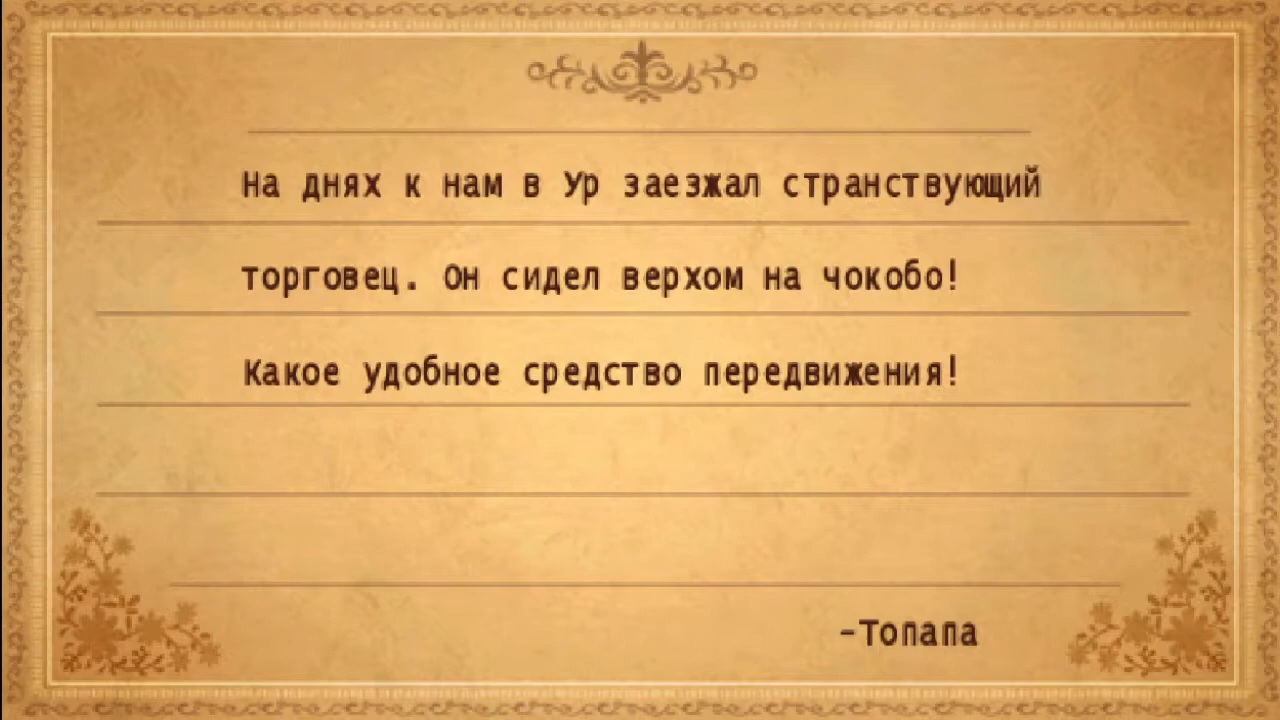 На днях к нам в Ур заезжал странствующий
торговец. Он сидел верхом на чокобо!
Какое удобное средство передвижения!
-Топапа